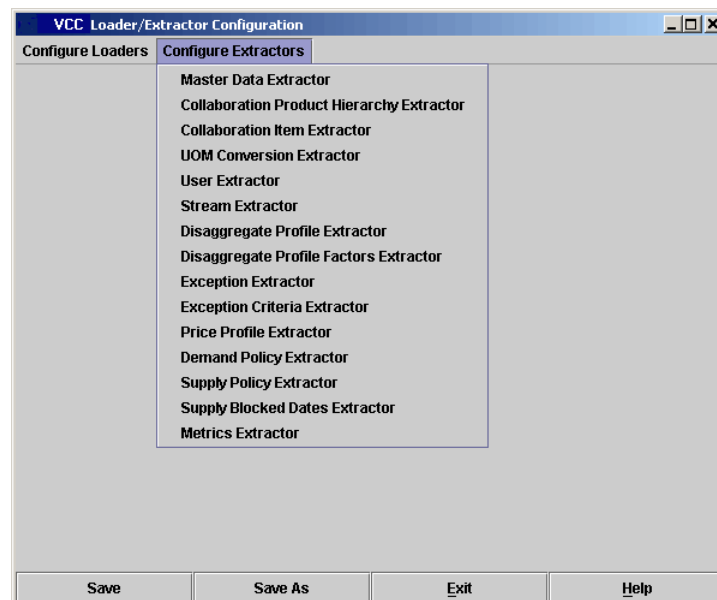 VCC Loader/Extractor Configuration
Configure Loaders Configure Extractors
Master Data Extractor
Collaboration Product Hierarchy Extractor
Collaboration Item Extractor
UOM Conversion Extractor
User Extractor
Stream Extractor
Disaggregate Profile Extractor
Disaggregate Profile Factors Extractor
Exception Extractor
Exception Criteria Extractor
Price Profile Extractor
Demand Policy Extractor
Supply Policy Extractor
Supply Blocked Dates Extractor
Metrics Extractor
Save Save As Exit Help